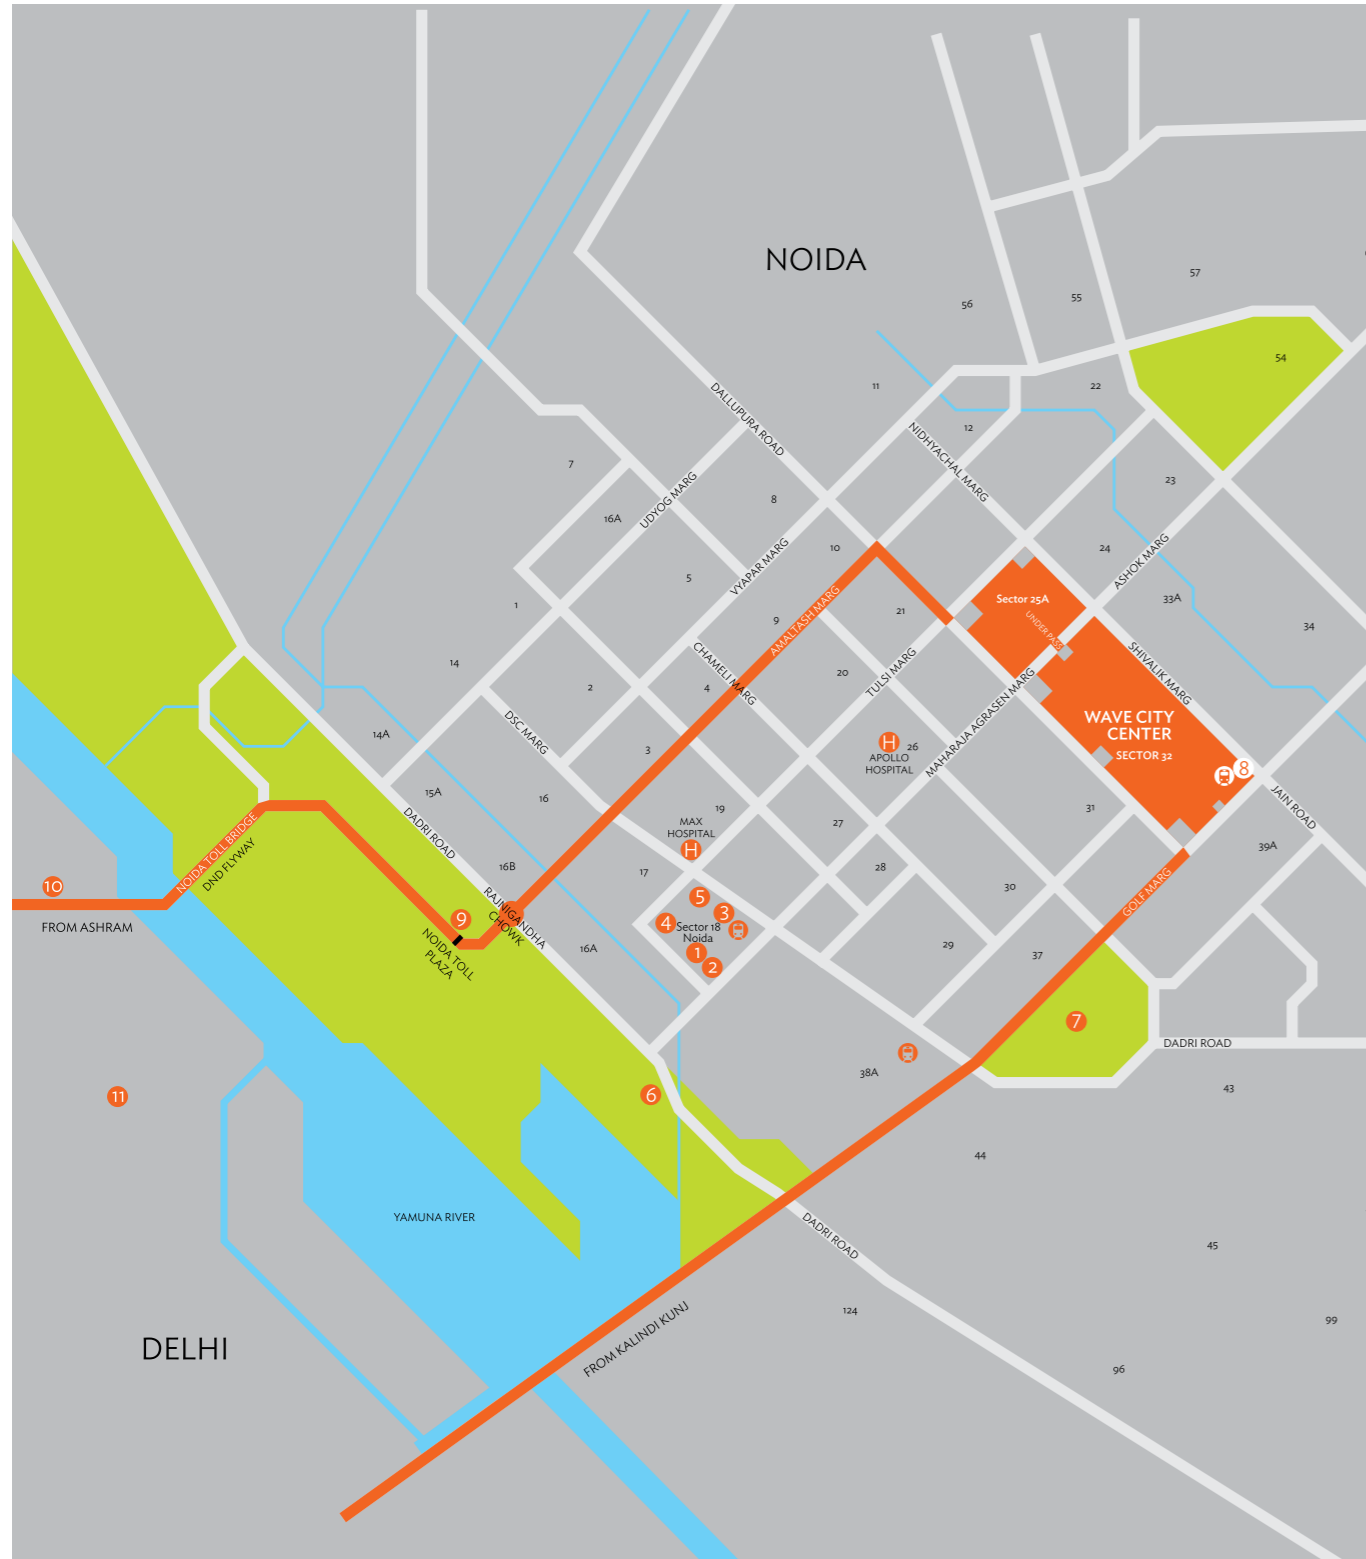 NOIDA
57
55
56
54
22
11
12
DALLUPURA ROAD
NIDHYACHAL MARG
7
23
UDYOG MARG
8
16A
24
10
ASHOK MARG
VYAPAR MARG
5
33A
Sector 25A
1
AMALTASH MARG
21
9
UNDER PASS
34
14
CHAMELI MARG
TULSI MARG
SHIVALIK MARG
20
2
4
MAHARAJA AGRASEN MARG
DSC MARG
WAVE CITY
CENTER
SECTOR 32
14A
3
H
26
APOLLO
HOSPITAL
8
15A
16
JAIN ROAD
31
19
MAX
HOSPITAL
H
27
DADRI ROAD
NOIDA TOLL BRIDGE
DND FLYWAY
39A
16B
17
28
10
30
GOLF MARG
5
3
RAJNIGANDHA
CHOWK
9
4
FROM ASHRAM
Sector 18
Noida
NOIDA TOLL
PLAZA
16A
1
2
29
37
7
DADRI ROAD
38A
43
6
11
44
YAMUNA RIVER
DADRI ROAD
45
124
99
FROM KALINDI KUNJ
DELHI
96